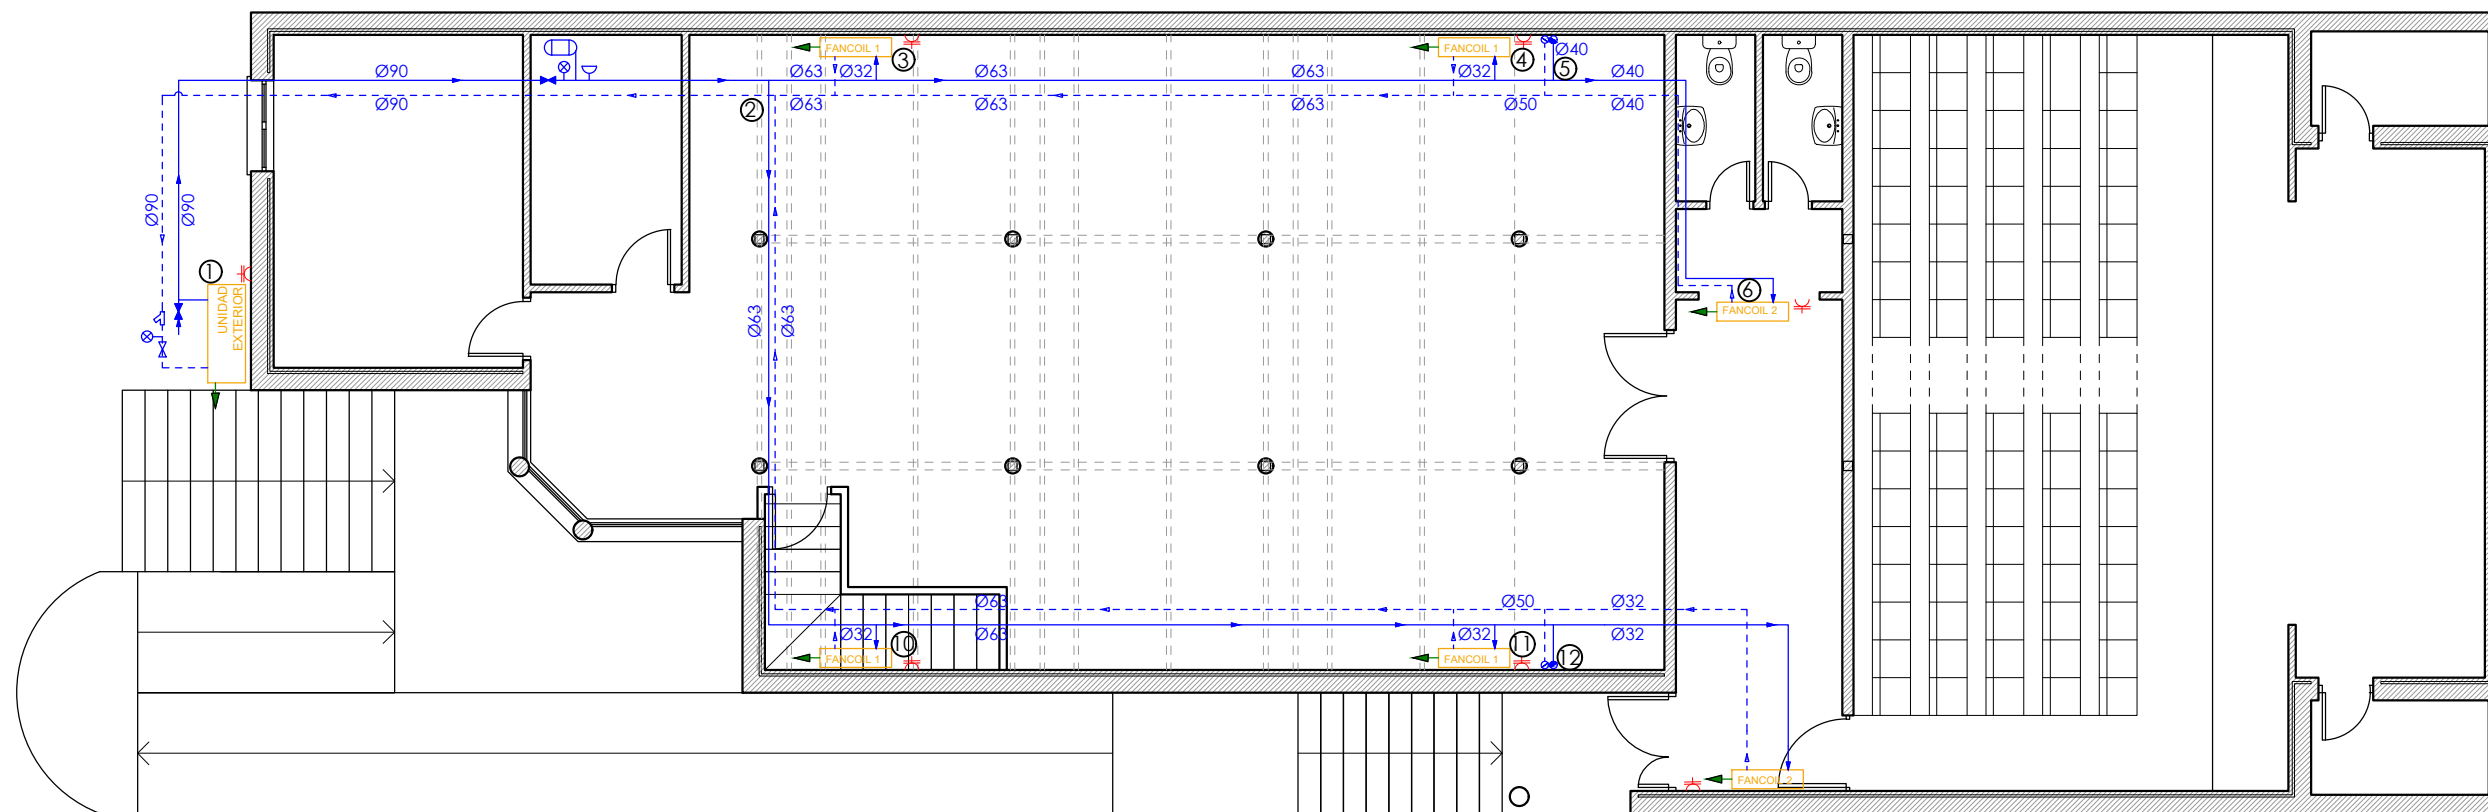 FANCOIL 1
3
FANCOIL 1
4
Ø40
5
Ø90
Ø63
Ø32
Ø63
Ø63
Ø32
Ø40
Ø90
Ø63
Ø63
Ø63
Ø50
Ø40
2
Ø90
Ø90
1
UNIDAD
EXTERIOR
Ø63
Ø63
6
FANCOIL 2
Ø63
Ø50
Ø32
Ø32
10
Ø63
Ø32
11
Ø32
FANCOIL 1
FANCOIL 1
12
FANCOIL 2